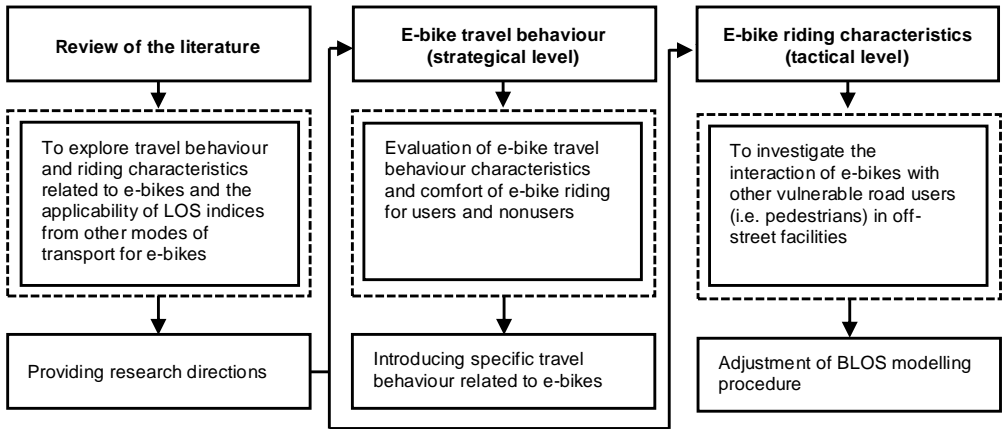 Review of the literature
To explore travel behaviour
and riding characteristics
related to e-bikes and the
applicability of LOS indices
from other modes of
transport for e-bikes
Providing research directions
E-bike travel behaviour
(strategical level)
Evaluation of e-bike travel
behaviour characteristics
and comfort of e-bike riding
for users and nonusers
Introducing specific travel
behaviour related to e-bikes
E-bike riding characteristics
(tactical level)
To investigate the
interaction of e-bikes with
other vulnerable road users
(i.e. pedestrians) in off-
street facilities
Adjustment of BLOS modelling
procedure